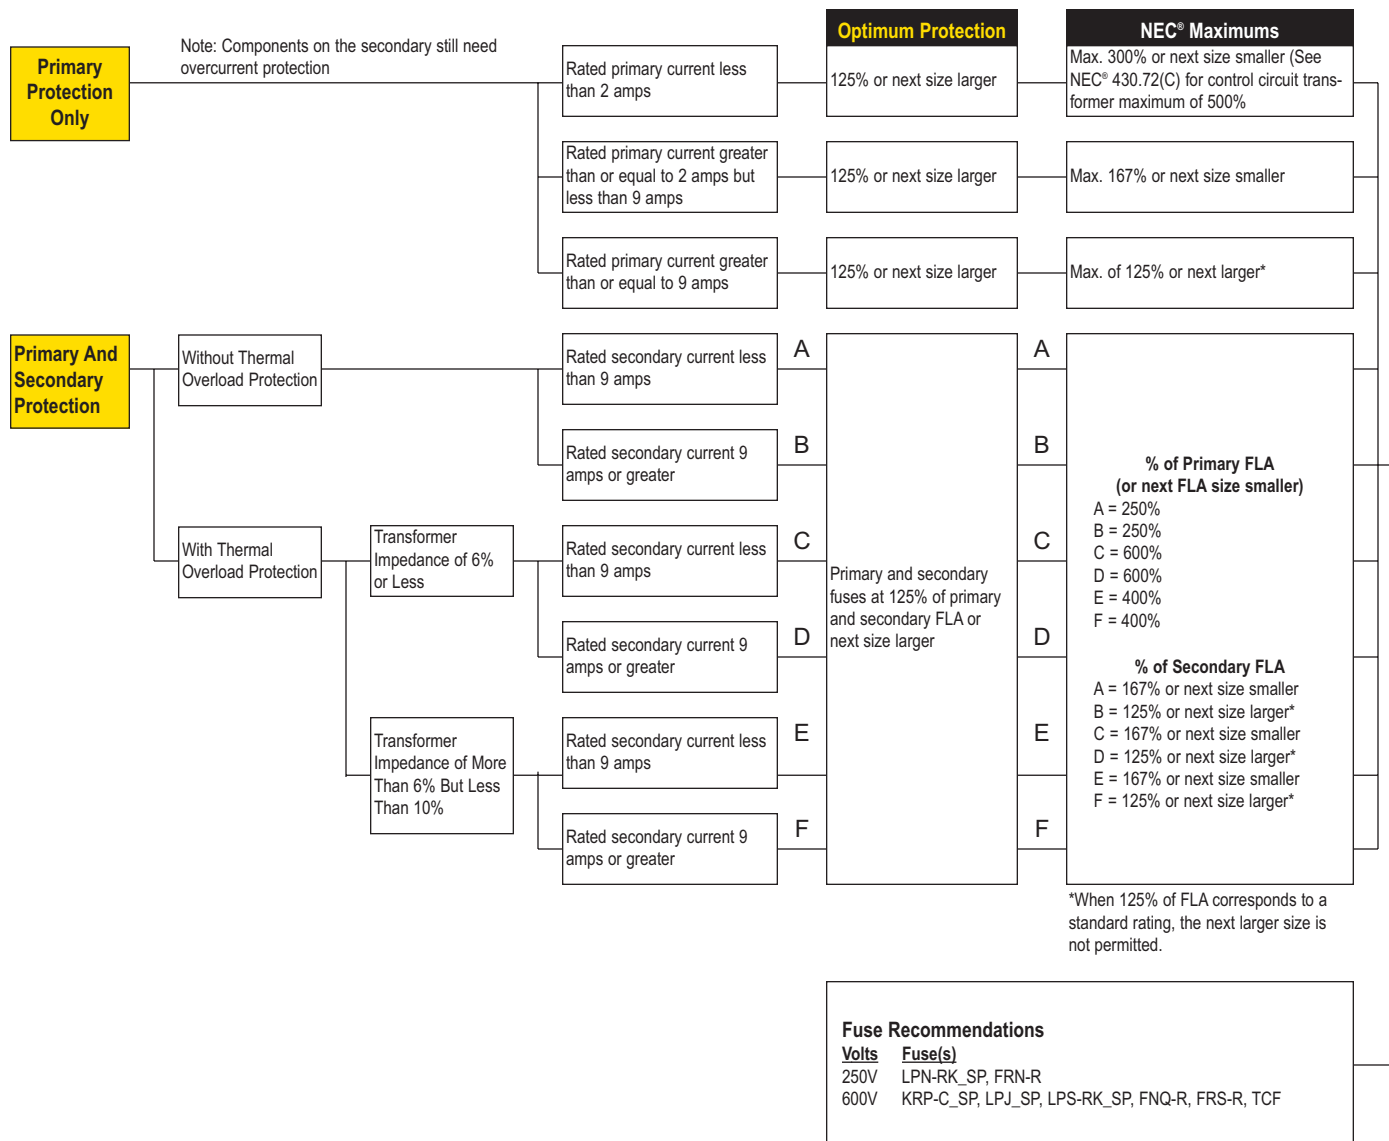 Optimum Protection
NEC® Maximums
Primary
Protection
Only
Note: Components on the secondary still need
overcurrent protection
Rated primary current less
than 2 amps
125% or next size larger
Max. 300% or next size smaller (See
NEC® 430.72(C) for control circuit trans-
former maximum of 500%
Rated primary current greater
than or equal to 2 amps but
less than 9 amps
125% or next size larger
Max. 167% or next size smaller
Rated primary current greater
than or equal to 9 amps
125% or next size larger
Max. of 125% or next larger*
Primary And
Secondary
Protection
Without Thermal
Overload Protection
Rated secondary current less
than 9 amps
A
A
Rated secondary current 9
amps or greater
B
B
With Thermal
Overload Protection
Transformer
Impedance of 6%
or Less
Rated secondary current less
than 9 amps
C
C
Rated secondary current 9
amps or greater
D
D
Transformer
Impedance of More
Than 6% But Less
Than 10%
Rated secondary current less
than 9 amps
E
E
Rated secondary current 9
amps or greater
F
F
Primary and secondary
fuses at 125% of primary
and secondary FLA or
next size larger
% of Primary FLA
(or next FLA size smaller)
A = 250%
B = 250%
C = 600%
D = 600%
E = 400%
F = 400%
% of Secondary FLA
A = 167% or next size smaller
B = 125% or next size larger*
C = 167% or next size smaller
D = 125% or next size larger*
E = 167% or next size smaller
F = 125% or next size larger*
*When 125% of FLA corresponds to a
standard rating, the next larger size is
not permitted.
Fuse Recommendations
Volts Fuse(s)
250V LPN-RK_SP, FRN-R
600V KRP-C_SP, LPJ_SP, LPS-RK_SP, FNQ-R, FRS-R, TCF